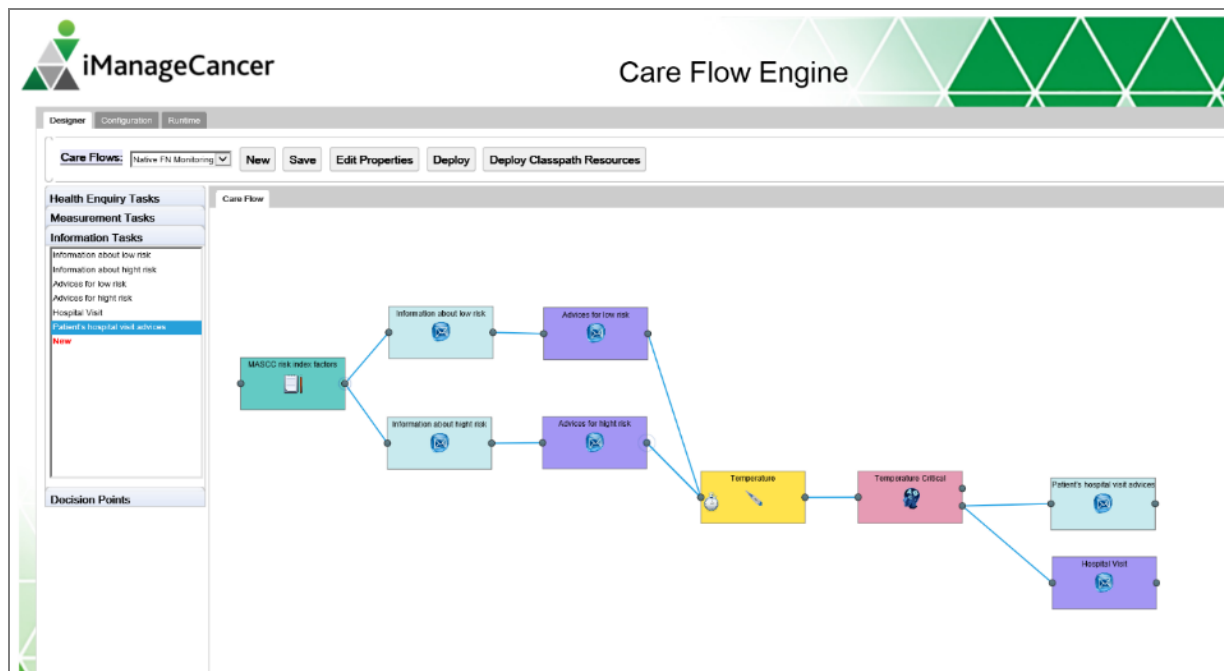 iManageCancer
Care Flow Engine
Designer Configuration Runtime
Care Flows: Native FN Monitoring New Save Edit Properties Deploy Deploy Classpath Resources
Health Enquiry Tasks
Measurement Tasks
Information Tasks
Information about low risk
Information about hight risk
Advices for low risk
Advices for hight risk
Hospital Visit
Patient's hospital visit advices
New
Decision Points
Care Flow
MASCC risk index factors
Information about low risk
Advices for low risk
Information about hight risk
Advices for hight risk
Temperature
Temperature Critical
Patient's hospital visit advices
Hospital Visit